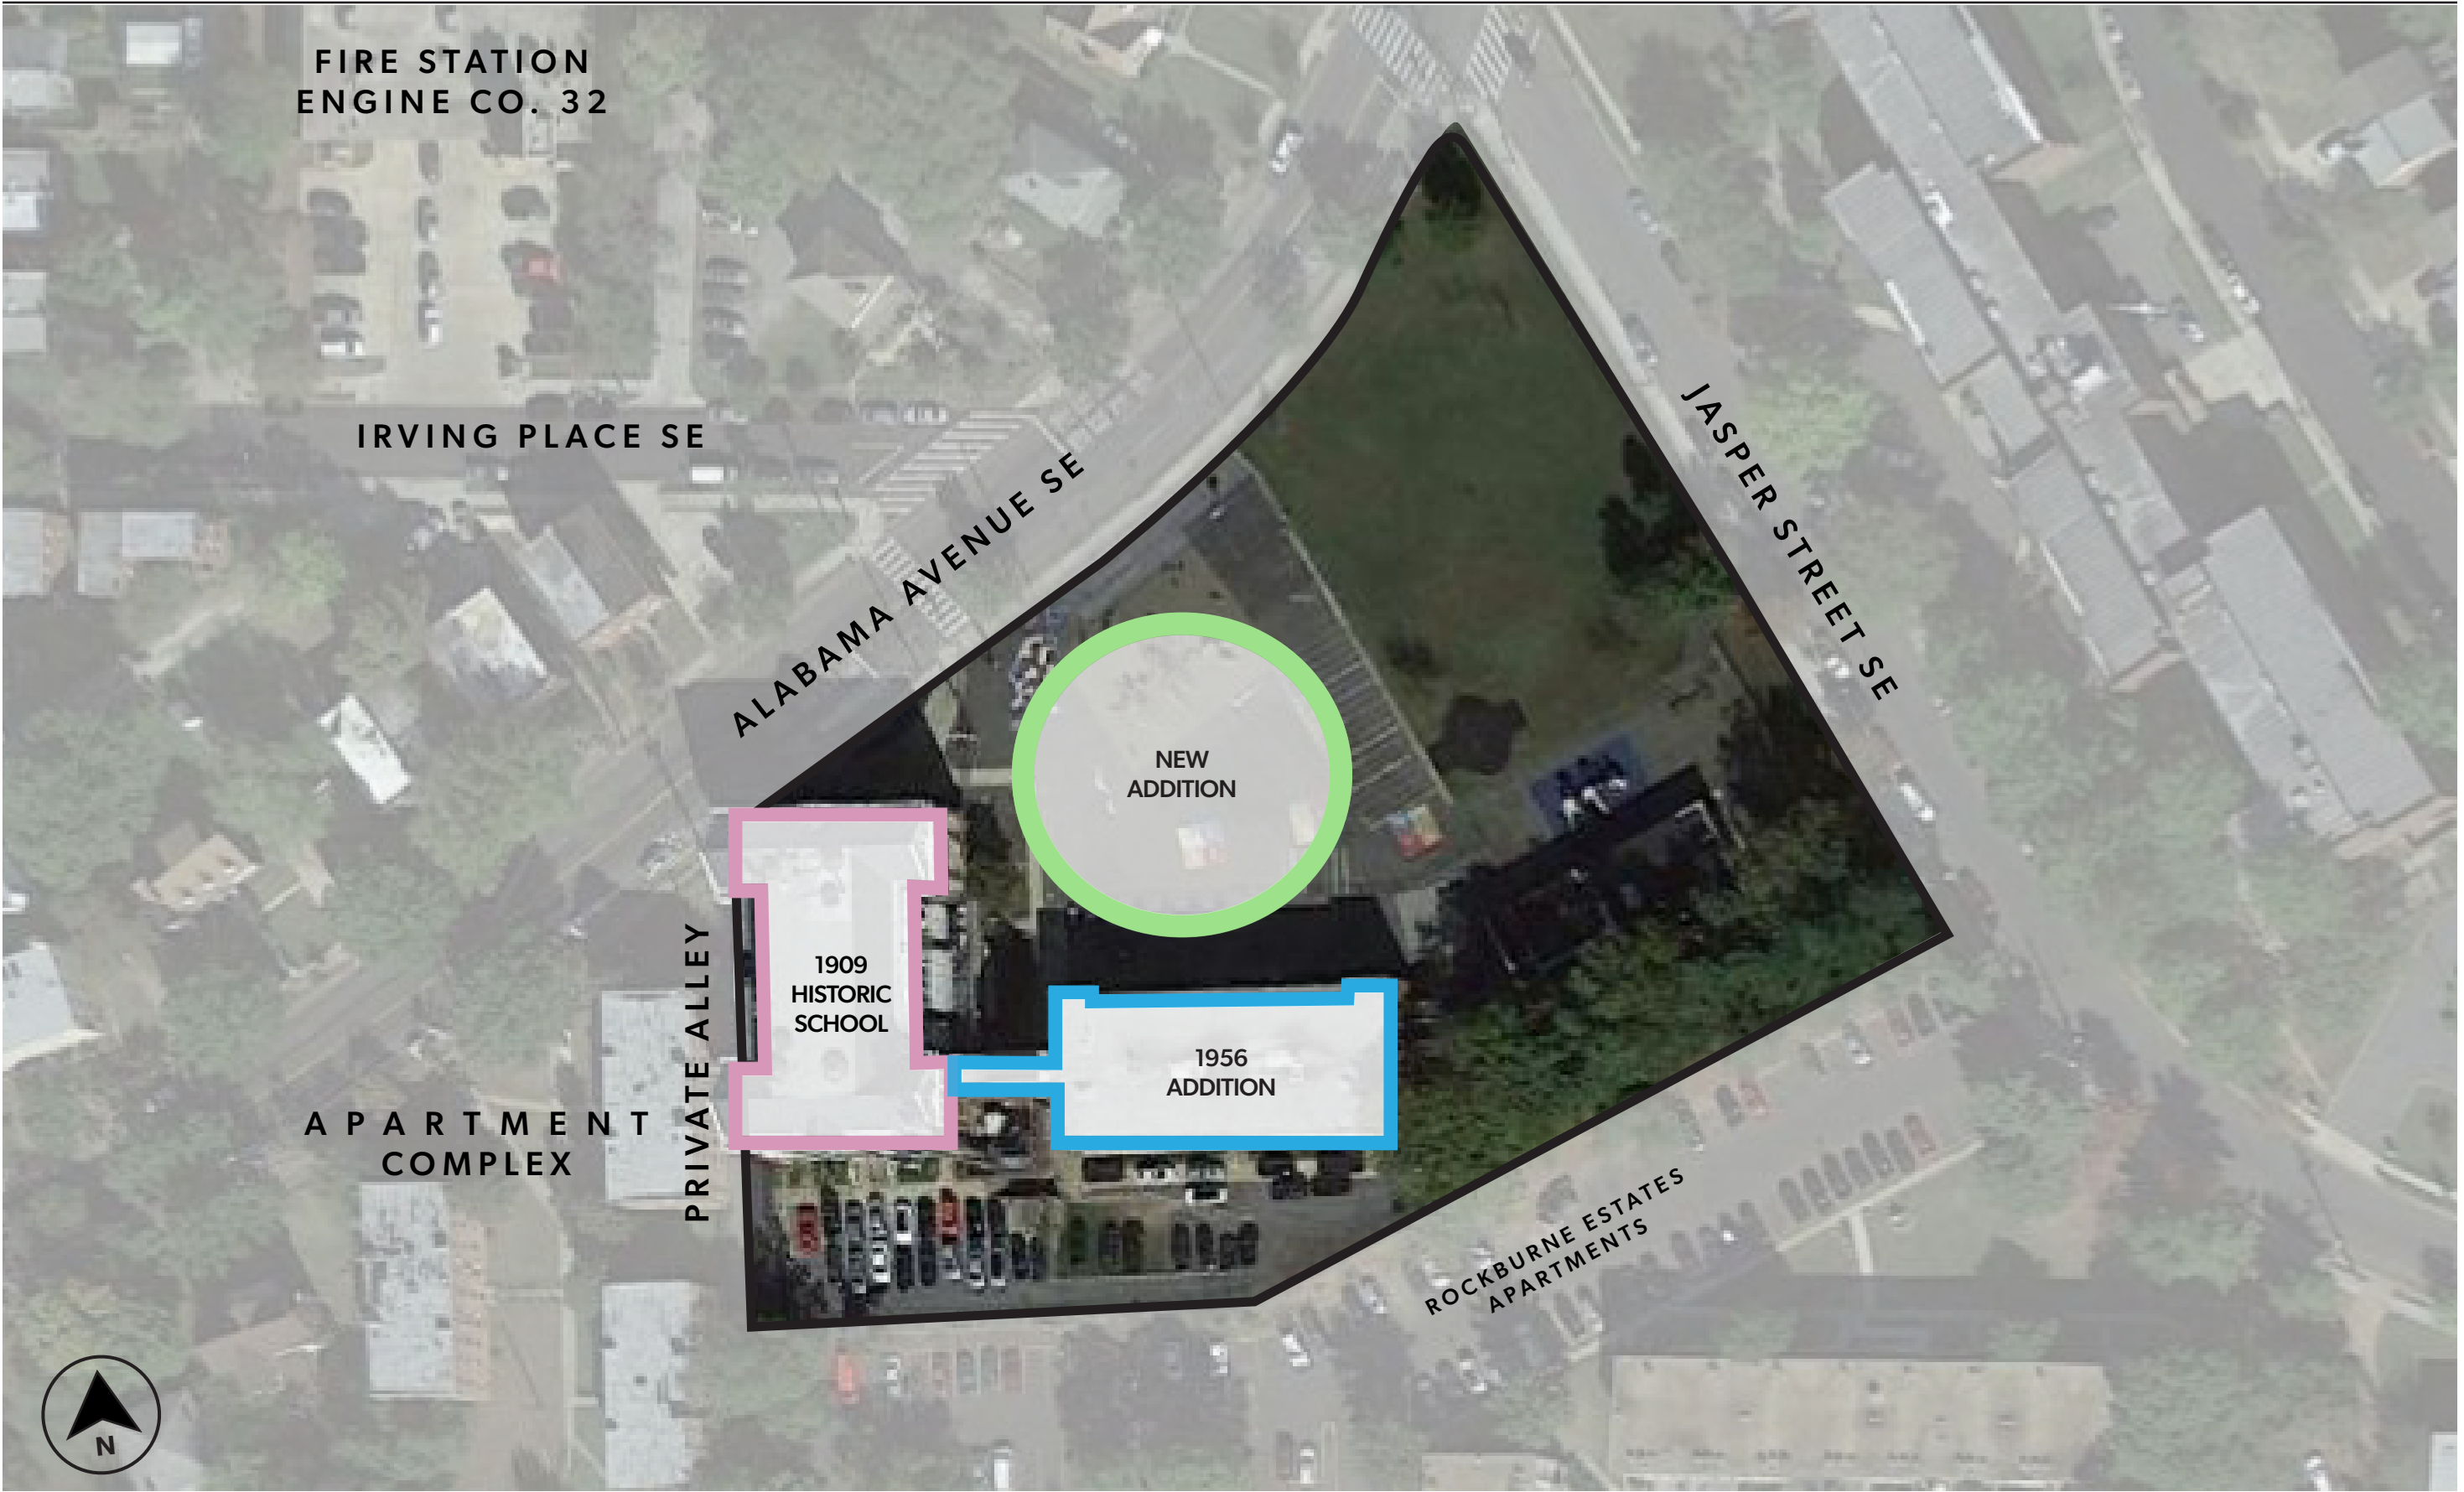 FIRE STATION
ENGINE CO. 32
IRVING PLACE SE
ALABAMA AVENUE SE
JASPER STREET SE
NEW
ADDITION
1909
HISTORIC
SCHOOL
1956
ADDITION
PRIVATE ALLEY
APARTMENT
COMPLEX
ROCKBURNE ESTATES
APARTMENTS
N